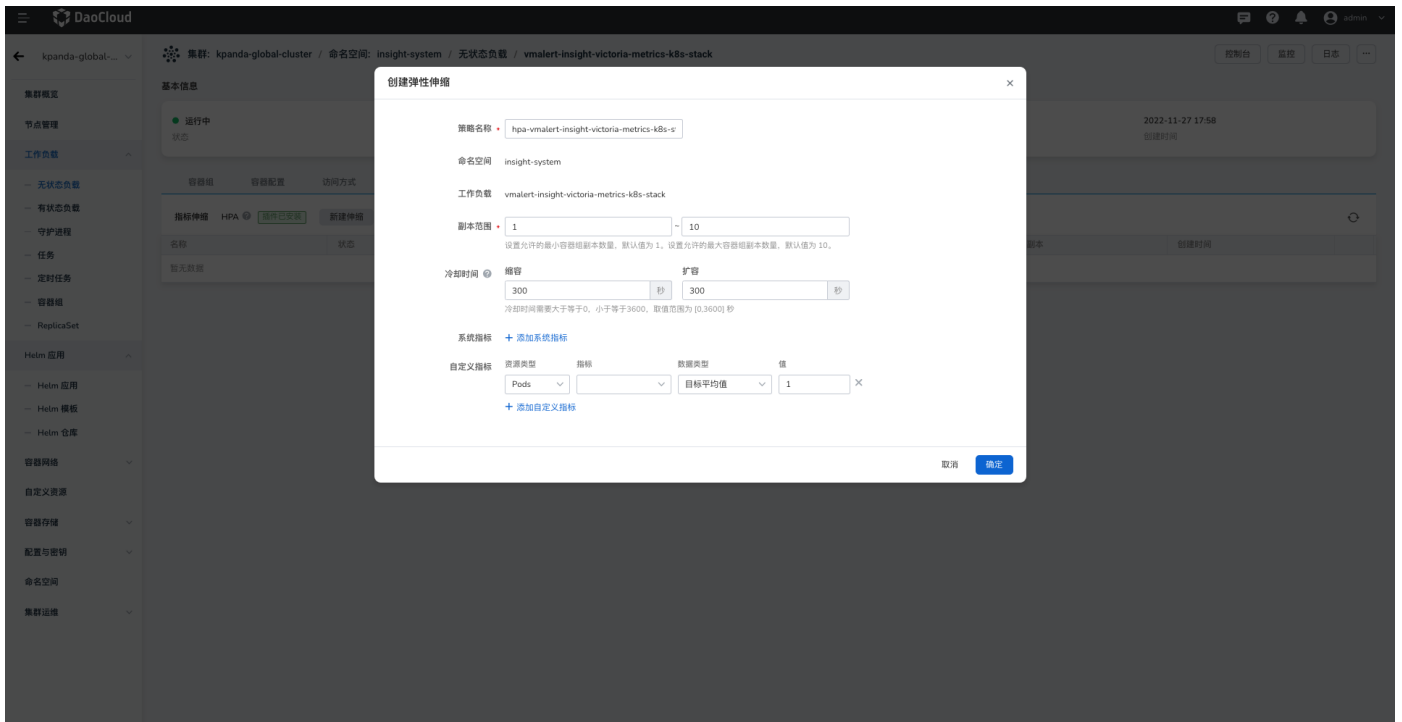 DaoCloud
admin
kpanda-global-...
集群: kpanda-global-cluster / 命名空间: insight-system / 无状态负载 / vmalert-insight-victoria-metrics-k8s-stack
控制台
监控
日志
集群概览
节点管理
工作负载
无状态负载
有状态负载
守护进程
任务
定时任务
容器组
ReplicaSet
Helm 应用
Helm 应用
Helm 模板
Helm 仓库
容器网络
自定义资源
容器存储
配置与密钥
命名空间
集群运维
基本信息
运行中
状态
2022-11-27 17:58
创建时间
容器组
容器配置
访问方式
指标伸缩
HPA
插件已安装
新建伸缩
名称
状态
副本
创建时间
暂无数据
创建弹性伸缩
策略名称 • hpa-vmalert-insight-victoria-metrics-k8s-s
命名空间 insight-system
工作负载 vmalert-insight-victoria-metrics-k8s-stack
副本范围 • 1 - 10
设置允许的最小容器组副本数量，默认值为 1。设置允许的最大容器组副本数量，默认值为 10。
冷却时间
缩容 扩容
300 秒 300 秒
冷却时间需要大于等于0，小于等于3600，取值范围为 [0,3600] 秒
系统指标 + 添加系统指标
自定义指标
资源类型 指标 数据类型 值
Pods 目标平均值 1
+ 添加自定义指标
取消 确定